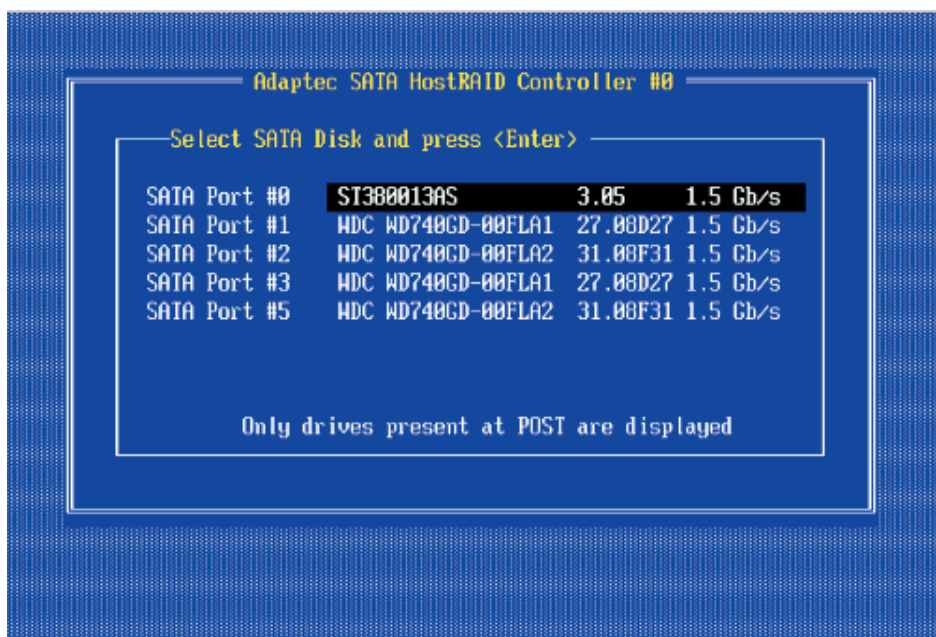 Adaptec SATA HostRAID Controller #0
Select SATA Disk and press <Enter>
SATA Port #0 ST380013AS 3.05 1.5 Gb/s
SATA Port #1 WDC WD740GD-00FLA1 27.08D27 1.5 Gb/s
SATA Port #2 WDC WD740GD-00FLA2 31.08F31 1.5 Gb/s
SATA Port #3 WDC WD740GD-00FLA1 27.08D27 1.5 Gb/s
SATA Port #5 WDC WD740GD-00FLA2 31.08F31 1.5 Gb/s
Only drives present at POST are displayed